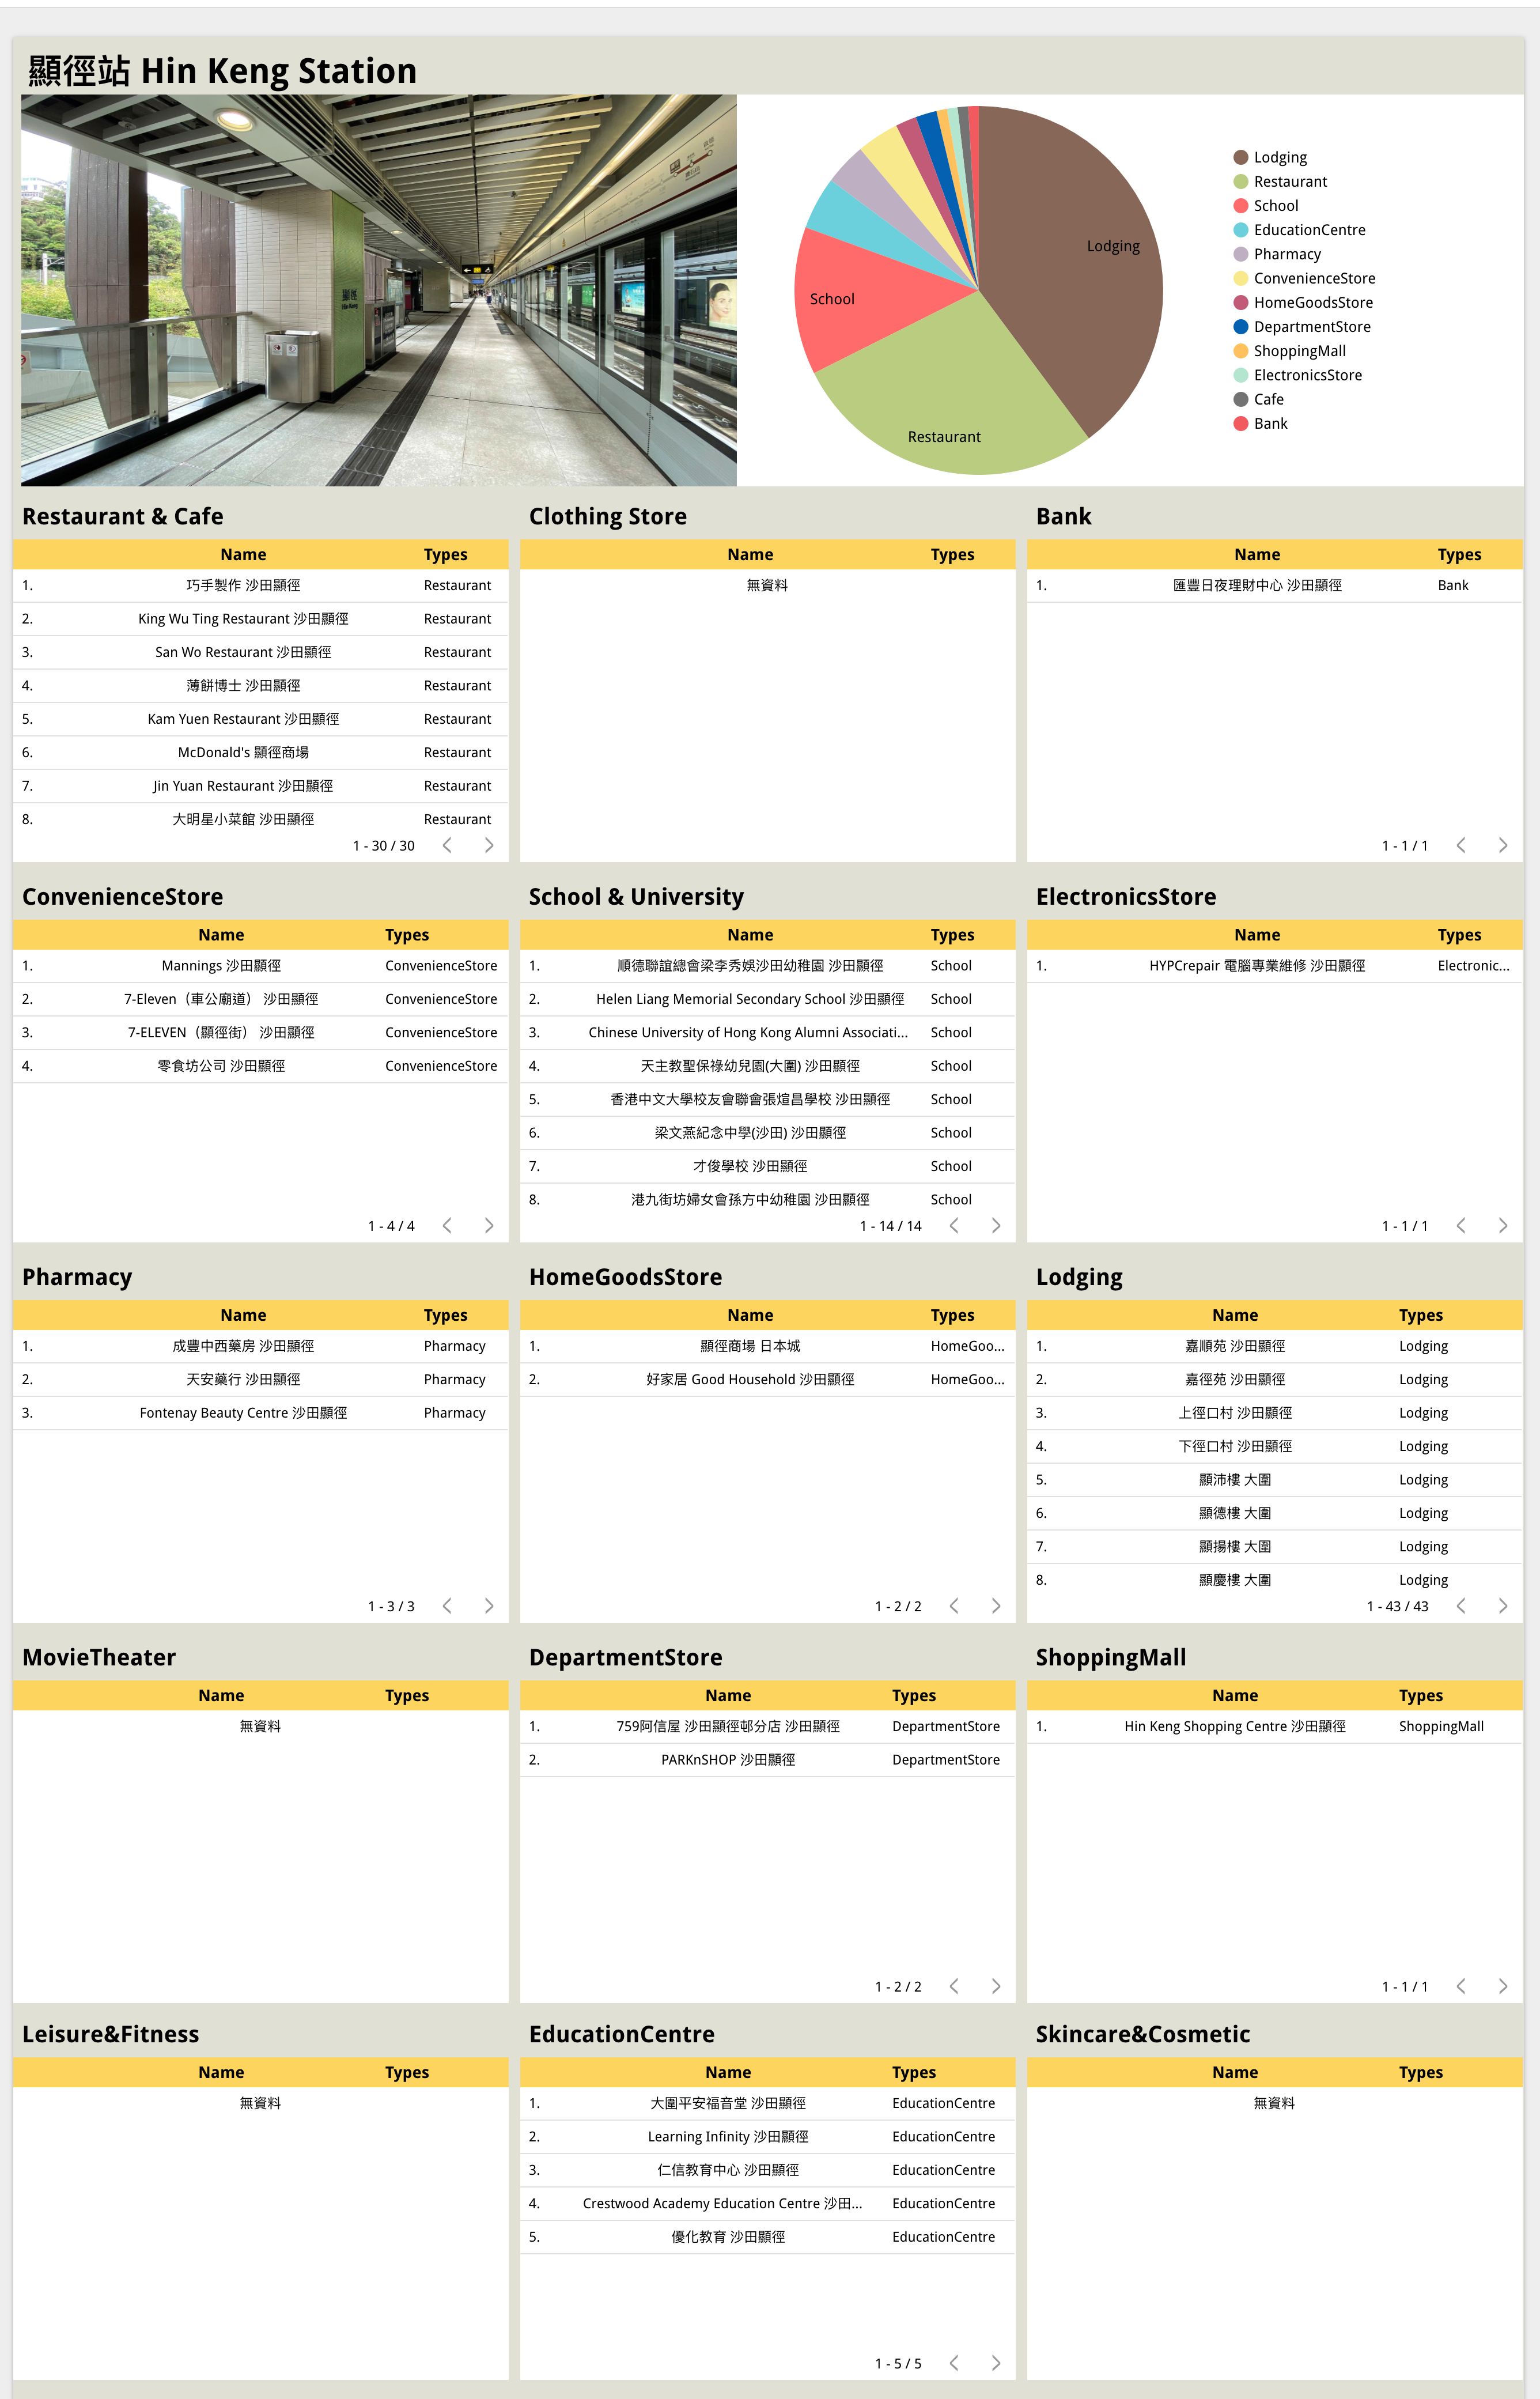 顯徑站 Hin Keng Station
顯徑
Hin Keng
Lodging
School
Restaurant
Lodging
Restaurant
School
EducationCentre
Pharmacy
ConvenienceStore
HomeGoodsStore
DepartmentStore
ShoppingMall
ElectronicsStore
Cafe
Bank
Restaurant & Cafe
Name Types
1. 巧手製作 沙田顯徑 Restaurant
2. King Wu Ting Restaurant 沙田顯徑 Restaurant
3. San Wo Restaurant 沙田顯徑 Restaurant
4. 薄餅博士 沙田顯徑 Restaurant
5. Kam Yuen Restaurant 沙田顯徑 Restaurant
6. McDonald's 顯徑商場 Restaurant
7. Jin Yuan Restaurant 沙田顯徑 Restaurant
8. 大明星小菜館 沙田顯徑 Restaurant
1 - 30 / 30
Clothing Store
Name Types
無資料
Bank
Name Types
1. 匯豐日夜理財中心 沙田顯徑 Bank
1 - 1 / 1
ConvenienceStore
Name Types
1. Mannings 沙田顯徑 ConvenienceStore
2. 7-Eleven（車公廟道） 沙田顯徑 ConvenienceStore
3. 7-ELEVEN（顯徑街） 沙田顯徑 ConvenienceStore
4. 零食坊公司 沙田顯徑 ConvenienceStore
1 - 4 / 4
School & University
Name Types
1. 順德聯誼總會梁李秀娛沙田幼稚園 沙田顯徑 School
2. Helen Liang Memorial Secondary School 沙田顯徑 School
3. Chinese University of Hong Kong Alumni Associati... School
4. 天主教聖保祿幼兒園(大圍) 沙田顯徑 School
5. 香港中文大學校友會聯會張煊昌學校 沙田顯徑 School
6. 梁文燕紀念中學(沙田) 沙田顯徑 School
7. 才俊學校 沙田顯徑 School
8. 港九街坊婦女會孫方中幼稚園 沙田顯徑 School
1 - 14 / 14
ElectronicsStore
Name Types
1. HYPCrepair 電腦專業維修 沙田顯徑 Electronic...
1 - 1 / 1
Pharmacy
Name Types
1. 成豐中西藥房 沙田顯徑 Pharmacy
2. 天安藥行 沙田顯徑 Pharmacy
3. Fontenay Beauty Centre 沙田顯徑 Pharmacy
1 - 3 / 3
HomeGoodsStore
Name Types
1. 顯徑商場 日本城 HomeGoo...
2. 好家居 Good Household 沙田顯徑 HomeGoo...
1 - 2 / 2
Lodging
Name Types
1. 嘉順苑 沙田顯徑 Lodging
2. 嘉徑苑 沙田顯徑 Lodging
3. 上徑口村 沙田顯徑 Lodging
4. 下徑口村 沙田顯徑 Lodging
5. 顯沛樓 大圍 Lodging
6. 顯德樓 大圍 Lodging
7. 顯揚樓 大圍 Lodging
8. 顯慶樓 大圍 Lodging
1 - 43 / 43
MovieTheater
Name Types
無資料
DepartmentStore
Name Types
1. 759阿信屋 沙田顯徑邨分店 沙田顯徑 DepartmentStore
2. PARKnSHOP 沙田顯徑 DepartmentStore
1 - 2 / 2
ShoppingMall
Name Types
1. Hin Keng Shopping Centre 沙田顯徑 ShoppingMall
1 - 1 / 1
Leisure&Fitness
Name Types
無資料
EducationCentre
Name Types
1. 大圍平安福音堂 沙田顯徑 EducationCentre
2. Learning Infinity 沙田顯徑 EducationCentre
3. 仁信教育中心 沙田顯徑 EducationCentre
4. Crestwood Academy Education Centre 沙田... EducationCentre
5. 優化教育 沙田顯徑 EducationCentre
1 - 5 / 5
Skincare&Cosmetic
Name Types
無資料